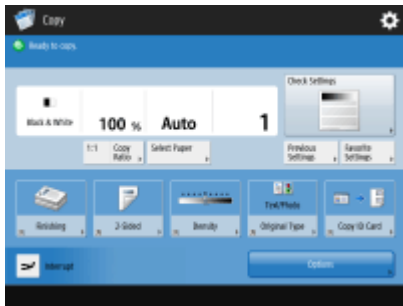 Copy
Ready to copy.
Check Settings
Black & White
100 %
Auto
1
1:1
Copy Ratio
Select Paper
Previous Settings
Favorite Settings
Text/Photo
Finishing
2-Sided
Density
Original Type
Copy ID Card
Interrupt
Options